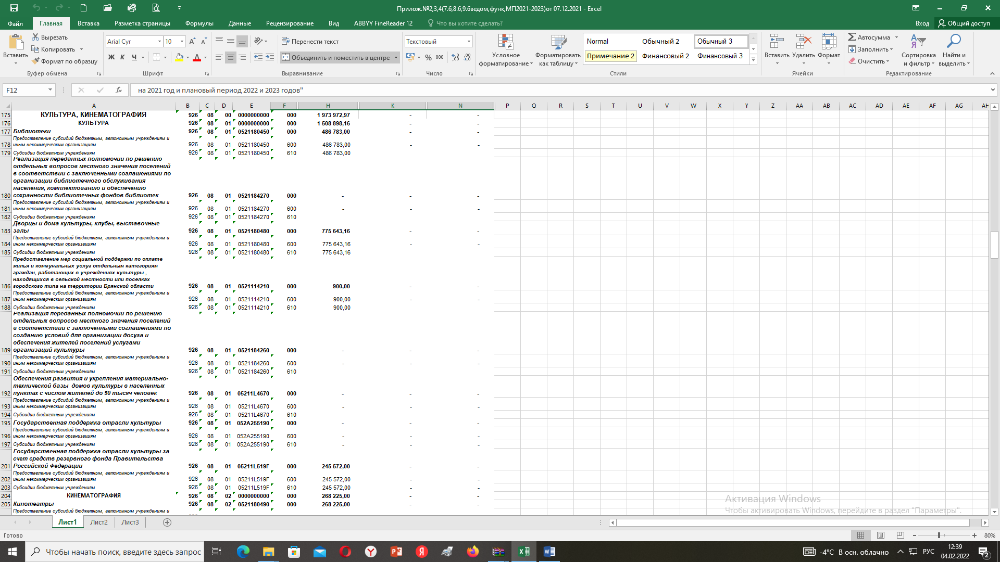 Прилож.№2,3,4(7.6,8.6,9.6ведом,функ,МП2021-2023)от 07.12.2021 - Excel
Файл Главная Вставка Разметка страницы Формулы Данные Рецензирование Вид ABBYY FineReader 12 Что вы хотите сделать? Вход Общий доступ
Вставить
Вырезать
Копировать
Формат по образцу
Буфер обмена
Arial Cyr 10
Ж К Ч
Шрифт
Перенести текст
Объединить и поместить в центре
Выравнивание
Текстовый
% 000
Число
Условное форматирование
Форматировать как таблицу
Normal Обычный 2 Обычный 3
Примечание 2 Финансовый 2 Финансовый 3
Стили
Вставить Удалить Формат
Ячейки
Автосумма
Заполнить
Очистить
Сортировка и фильтр
Найти и выделить
Редактирование
F12 fx на 2021 год и плановый период 2022 и 2023 годов"
A B C D E F H K N P Q R S T U V W X Y Z AA AB AC AD AE AF AG AH
175 КУЛЬТУРА, КИНЕМАТОГРАФИЯ 926 08 00 0000000000 000 1 973 972,97 - -
176 КУЛЬТУРА 926 08 01 0000000000 000 1 508 898,16 - -
177 Библиотеки 926 08 01 0521180450 000 486 783,00 - -
Предоставление субсидий бюджетным, автономным учреждениям и
178 иным некоммерческим организациям 926 08 01 0521180450 600 486 783,00 - -
179 Субсидии бюджетным учреждениям 926 08 01 0521180450 610 486 783,00
Реализация переданных полномочий по решению
отдельных вопросов местного значения поселений
в соответствии с заключенными соглашениями по
организации библиотечного обслуживания
населения, комплектованию и обеспечению
180 сохранности библиотечных фондов библиотек 926 08 01 0521184270 000 - - -
Предоставление субсидий бюджетным, автономным учреждениям и
181 иным некоммерческим организациям 926 08 01 0521184270 600 - - -
182 Субсидии бюджетным учреждениям 926 08 01 0521184270 610
Дворцы и дома культуры, клубы, выставочные
183 залы 926 08 01 0521180480 000 775 643,16 - -
Предоставление субсидий бюджетным, автономным учреждениям и
184 иным некоммерческим организациям 926 08 01 0521180480 600 775 643,16 - -
185 Субсидии бюджетным учреждениям 926 08 01 0521180480 610 775 643,16
Предоставление мер социальной поддержки по оплате
жилья и коммунальных услуг отдельным категориям
граждан, работающих в учреждениях культуры ,
находящихся в сельской местности или поселках
186 городского типа на территории Брянской области 926 08 01 0521114210 000 900,00 - -
Предоставление субсидий бюджетным, автономным учреждениям и
187 иным некоммерческим организациям 926 08 01 0521114210 600 900,00 - -
188 Субсидии бюджетным учреждениям 926 08 01 0521114210 610 900,00
Реализация переданных полномочий по решению
отдельных вопросов местного значения поселений
в соответствии с заключенными соглашениями по
созданию условий для организации досуга и
обеспечения жителей поселений услугами
189 организаций культуры 926 08 01 0521184260 000 - - -
Предоставление субсидий бюджетным, автономным учреждениям и
190 иным некоммерческим организациям 926 08 01 0521184260 600 - - -
191 Субсидии бюджетным учреждениям 926 08 01 0521184260 610
Обеспечения развития и укрепления материально-
технической базы домов культуры в населенных
192 пунктах с числом жителей до 50 тысяч человек 926 08 01 05211L4670 000 - - -
Предоставление субсидий бюджетным, автономным учреждениям и
193 иным некоммерческим организациям 926 08 01 05211L4670 600 - - -
194 Субсидии бюджетным учреждениям 926 08 01 05211L4670 610 - - -
195 Государственная поддержка отрасли культуры 926 08 01 052A255190 000 - - -
Предоставление субсидий бюджетным, автономным учреждениям и
196 иным некоммерческим организациям 926 08 01 052A255190 600 - - -
197 Субсидии бюджетным учреждениям 926 08 01 052A255190 610 - - -
Государственная поддержка отрасли культуры за
счет средств резервного фонда Правительства
201 Российской Федерации 926 08 01 05211L519F 000 245 572,00 - -
Предоставление субсидий бюджетным, автономным учреждениям и
202 иным некоммерческим организациям 926 08 01 05211L519F 600 245 572,00 - -
203 Субсидии бюджетным учреждениям 926 08 01 05211L519F 610 245 572,00 - -
204 КИНЕМАТОГРАФИЯ 926 08 02 0000000000 000 268 225,00 - -
205 Кинотеатры 926 08 02 0521180490 000 268 225,00 - -
Предоставление субсидий бюджетным, автономным учреждениям и
Активация Windows
Чтобы активировать Windows, перейдите в раздел "Параметры".
Лист1 Лист2 Лист3
Готово 80%
Чтобы начать поиск, введите здесь запрос
-4°C В осн. облачно РУС 12:39
04.02.2022 2